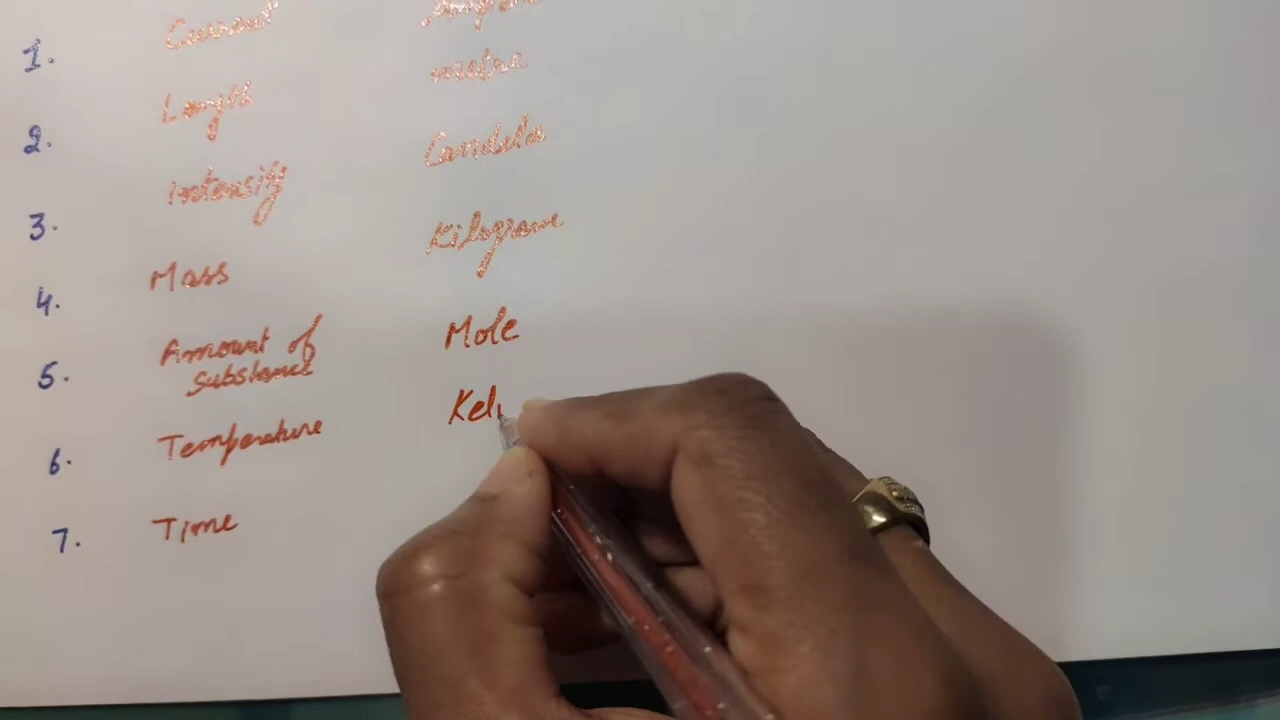 1. Current
2. Length metre
3. Intensity Candela
4. Mass Kilogram
5. Amount of Mole
substance
6. Temperature Kel
7. Time